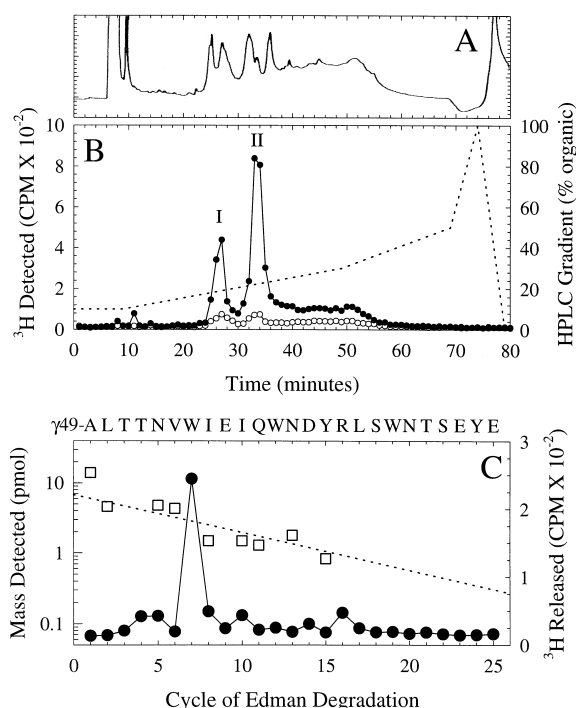 A
B
I
II
10
8
6
4
2
0
100
80
60
40
20
0
0 10 20 30 40 50 60 70 80
³H Detected (CPM X 10⁻²)
HPLC Gradient (% organic)
Time (minutes)
γ49-ALTTNVWIEIQWNDYRLSWNTSEYE
C
10
1
0.1
3
2
1
0
0 5 10 15 20 25
Mass Detected (pmol)
³H Released (CPM X 10⁻²)
Cycle of Edman Degradation